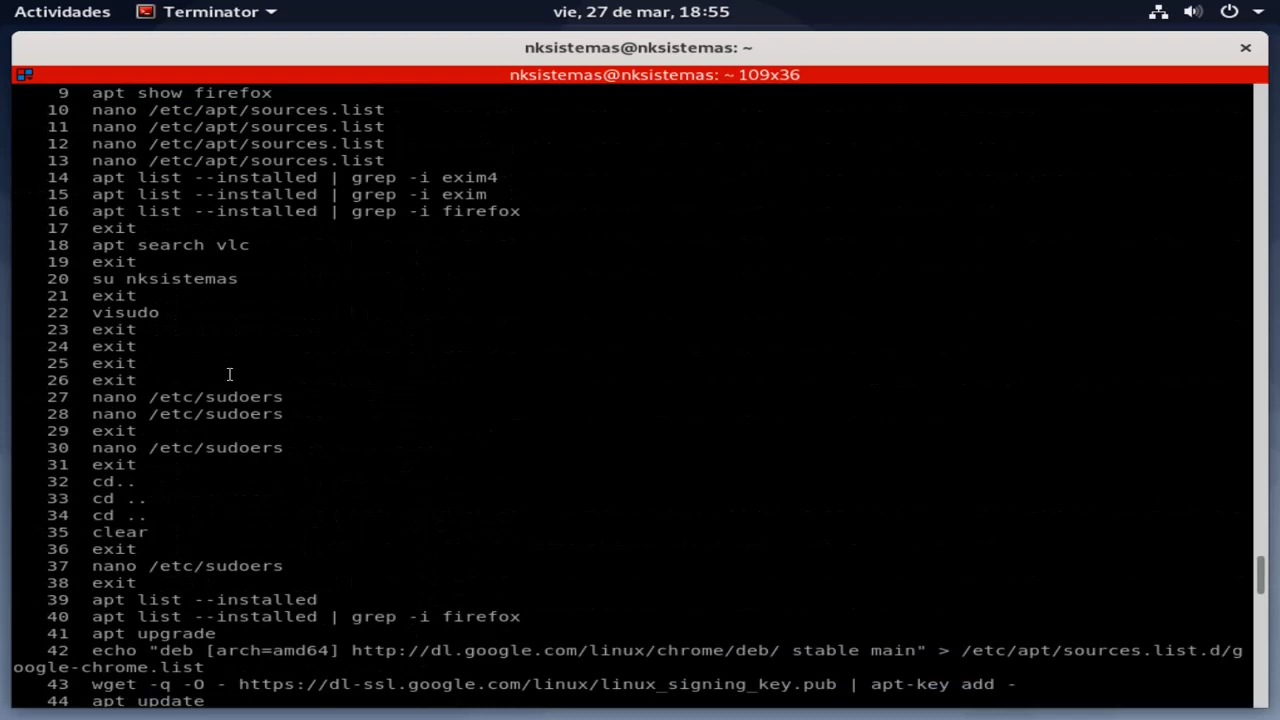 Actividades Terminator vie, 27 de mar, 18:55
nksistemas@nksistemas: ~ ×
nksistemas@nksistemas: ~ 109x36
9 apt show firefox
10 nano /etc/apt/sources.list
11 nano /etc/apt/sources.list
12 nano /etc/apt/sources.list
13 nano /etc/apt/sources.list
14 apt list --installed | grep -i exim4
15 apt list --installed | grep -i exim
16 apt list --installed | grep -i firefox
17 exit
18 apt search vlc
19 exit
20 su nksistemas
21 exit
22 visudo
23 exit
24 exit
25 exit
26 exit
27 nano /etc/sudoers
28 nano /etc/sudoers
29 exit
30 nano /etc/sudoers
31 exit
32 cd..
33 cd ..
34 cd ..
35 clear
36 exit
37 nano /etc/sudoers
38 exit
39 apt list --installed
40 apt list --installed | grep -i firefox
41 apt upgrade
42 echo "deb [arch=amd64] http://dl.google.com/linux/chrome/deb/ stable main" > /etc/apt/sources.list.d/g
oogle-chrome.list
43 wget -q -O - https://dl-ssl.google.com/linux/linux_signing_key.pub | apt-key add -
44 apt update